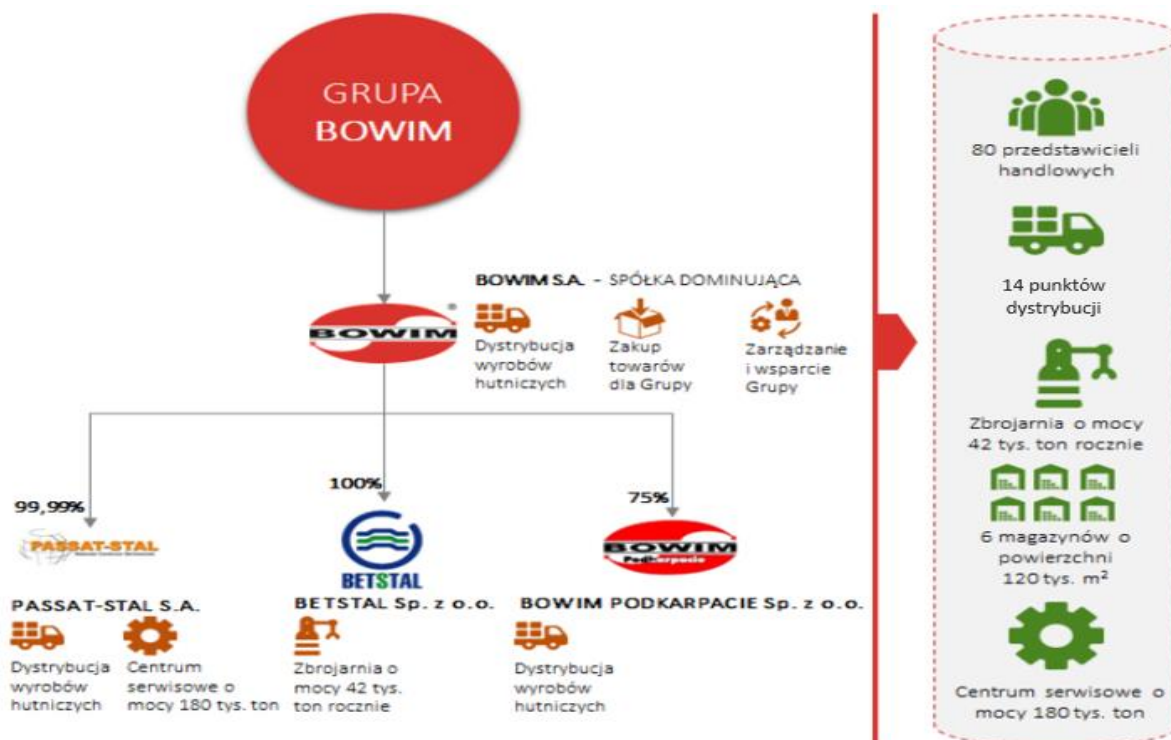 GRUPA
BOWIM
BOWIM S.A. - SPÓŁKA DOMINUJĄCA
BOWIM
®
Dystrybucja
wyrobów
hutniczych
Zakup
towarów
dla Grupy
Zarządzanie
i wsparcie
Grupy
99,99%
100%
75%
PASSAT-STAL
BETSTAL
BOWIM
Podkarpacie
PASSAT-STAL S.A.
Dystrybucja
wyrobów
hutniczych
Centrum
serwisowe o
mocy 180 tys. ton
BETSTAL Sp. z o.o.
Zbrojarnia o
mocy 42 tys.
ton rocznie
BOWIM PODKARPACIE Sp. z o.o.
Dystrybucja
wyrobów
hutniczych
80 przedstawicieli
handlowych
14 punktów
dystrybucji
Zbrojarnia o mocy
42 tys. ton rocznie
6 magazynów o
powierzchni
120 tys. m²
Centrum serwisowe o
mocy 180 tys. ton